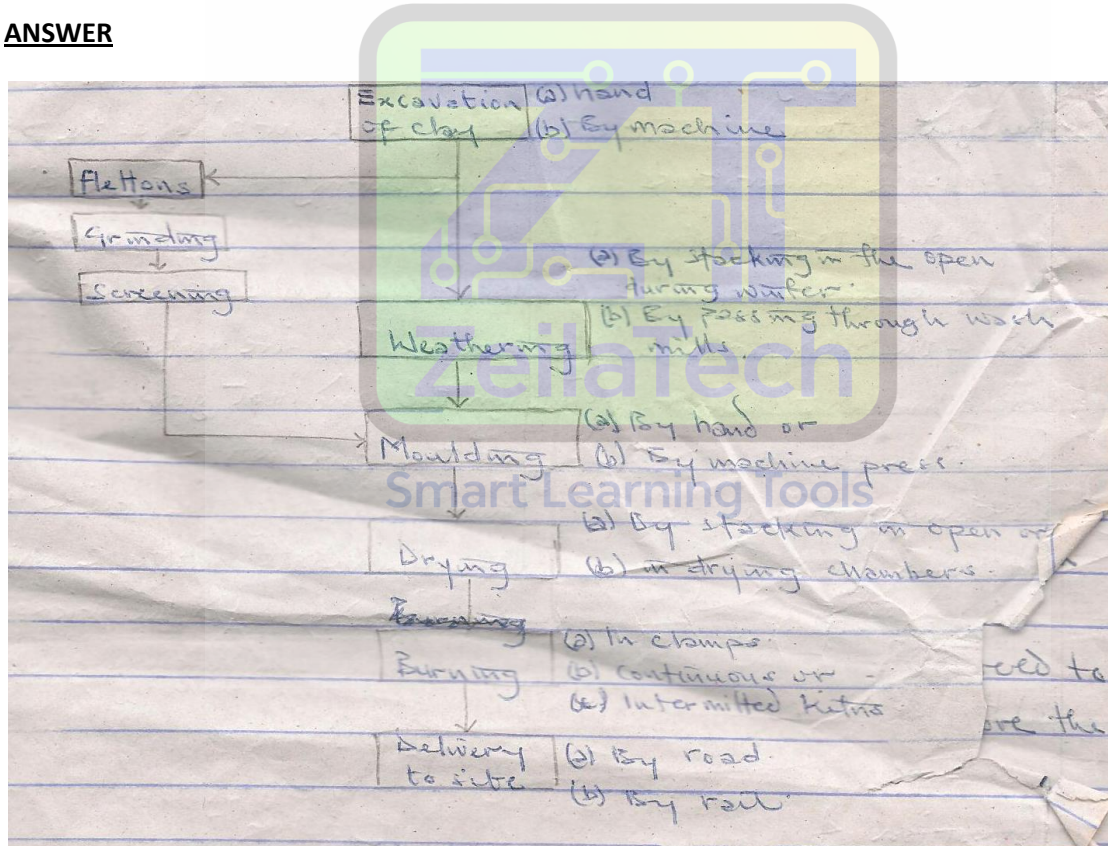 ANSWER
Excavation (a) hand
of clay (b) By machine
Flettons
Grinding
(a) By stacking in the open
Screening
during winter.
(b) By passing through wash
Weathering mills.
ZeilaTech
(a) By hand or
Moulding (b) By machine press.
Smart Learning Tools
(a) By stacking in open or
Drying (b) in drying chambers.
(a) In clamps.
Burning (b) continuous or -
(c) Intermitted kilns
ore the
Delivery (a) By road.
to site (b) By rail.